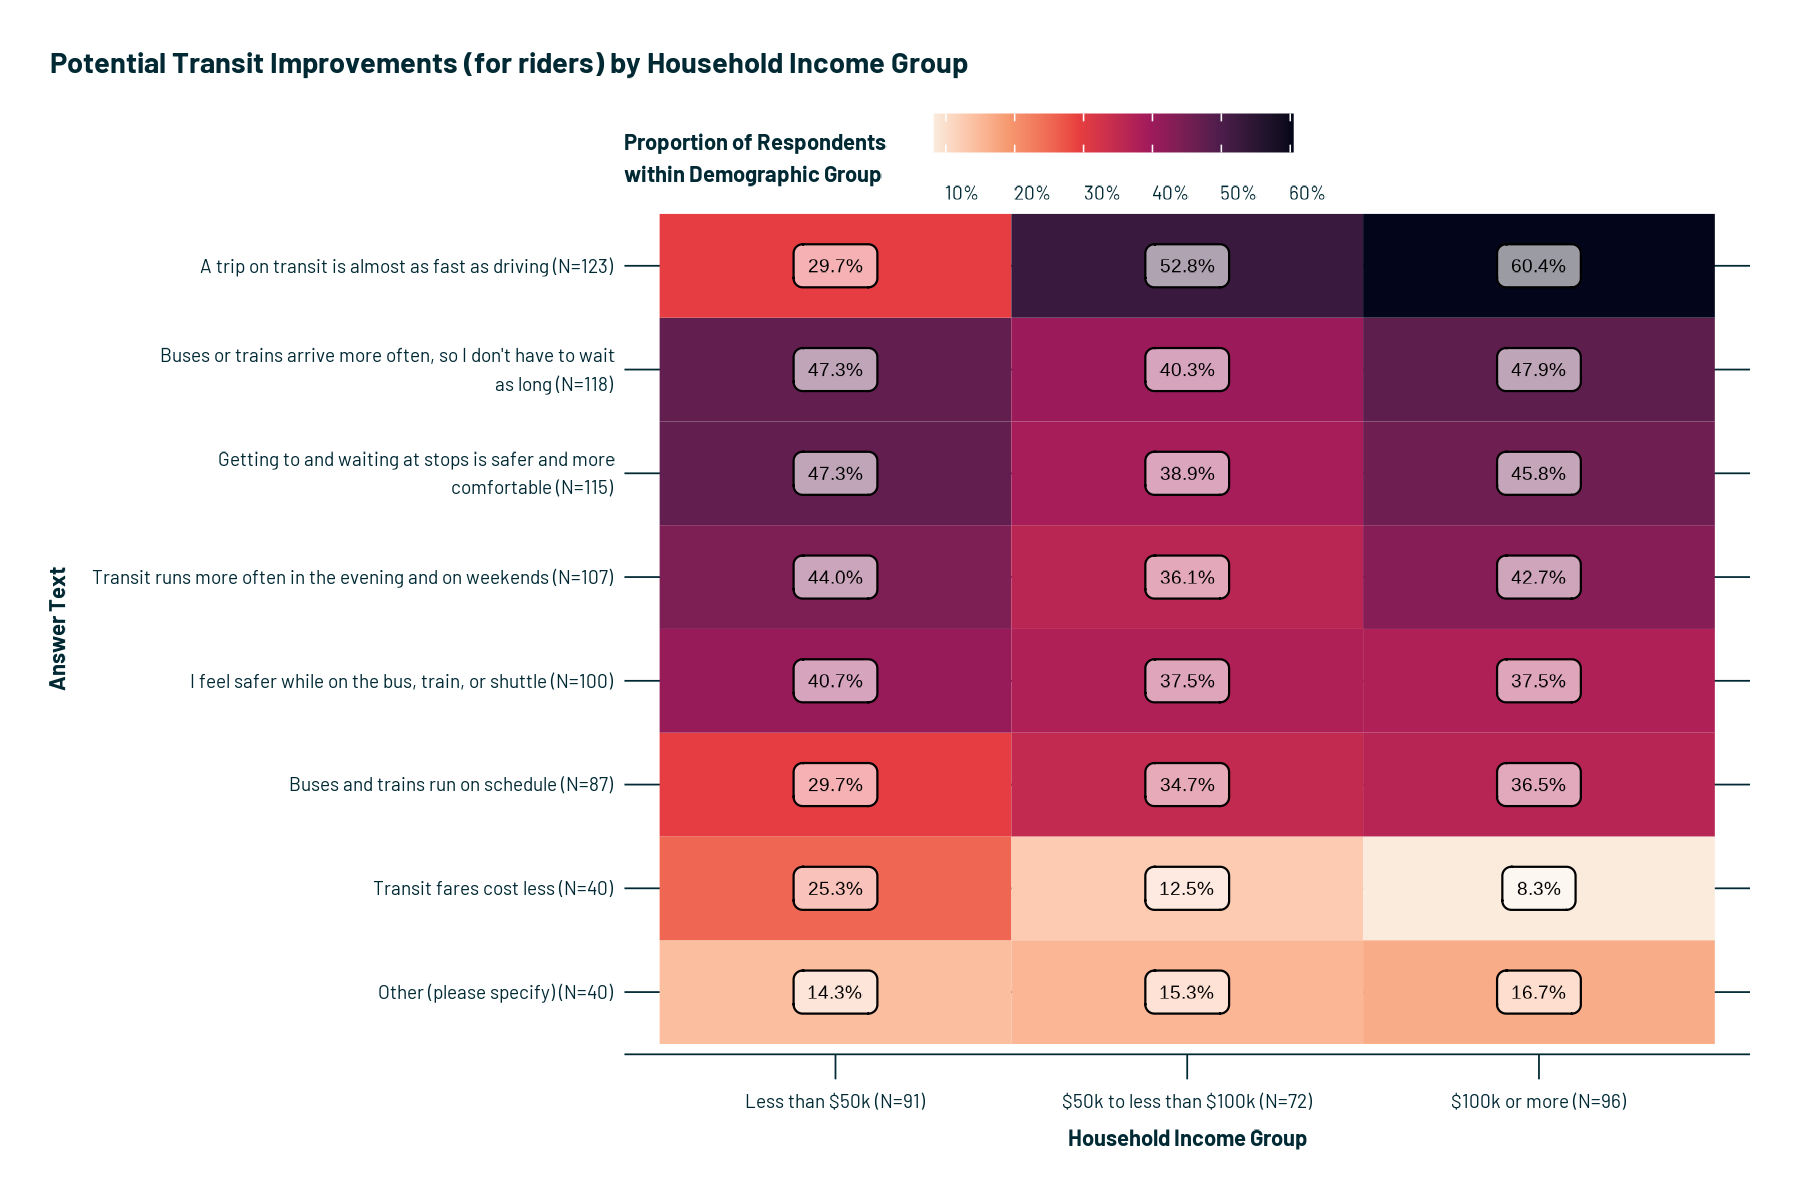 Potential Transit Improvements (for riders) by Household Income Group
Proportion of Respondents
within Demographic Group
10% 20% 30% 40% 50% 60%
A trip on transit is almost as fast as driving (N=123) 29.7% 52.8% 60.4%
Buses or trains arrive more often, so I don't have to wait
as long (N=118) 47.3% 40.3% 47.9%
Getting to and waiting at stops is safer and more
comfortable (N=115) 47.3% 38.9% 45.8%
Transit runs more often in the evening and on weekends (N=107) 44.0% 36.1% 42.7%
I feel safer while on the bus, train, or shuttle (N=100) 40.7% 37.5% 37.5%
Buses and trains run on schedule (N=87) 29.7% 34.7% 36.5%
Transit fares cost less (N=40) 25.3% 12.5% 8.3%
Other (please specify) (N=40) 14.3% 15.3% 16.7%
Answer Text
Less than $50k (N=91) $50k to less than $100k (N=72) $100k or more (N=96)
Household Income Group